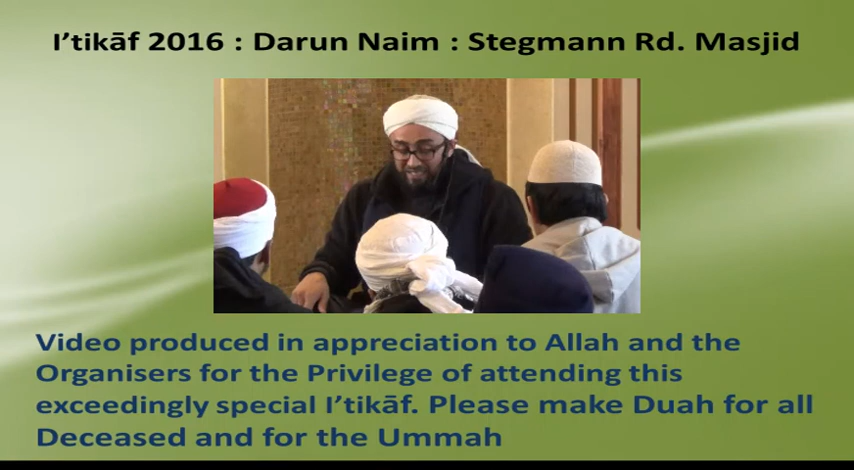 I'tikāf 2016 : Darun Naim : Stegmann Rd. Masjid
Video produced in appreciation to Allah and the
Organisers for the Privilege of attending this
exceedingly special I'tikāf. Please make Duah for all
Deceased and for the Ummah